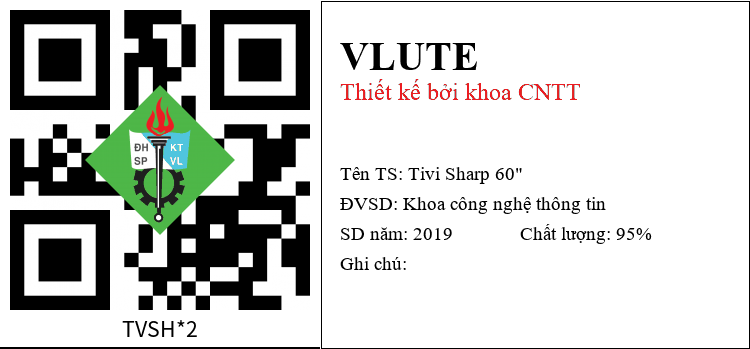 ĐH KT
SP VL
TVSH*2
VLUTE
Thiết kế bởi khoa CNTT
Tên TS: Tivi Sharp 60"
ĐVSD: Khoa công nghệ thông tin
SD năm: 2019 Chất lượng: 95%
Ghi chú: